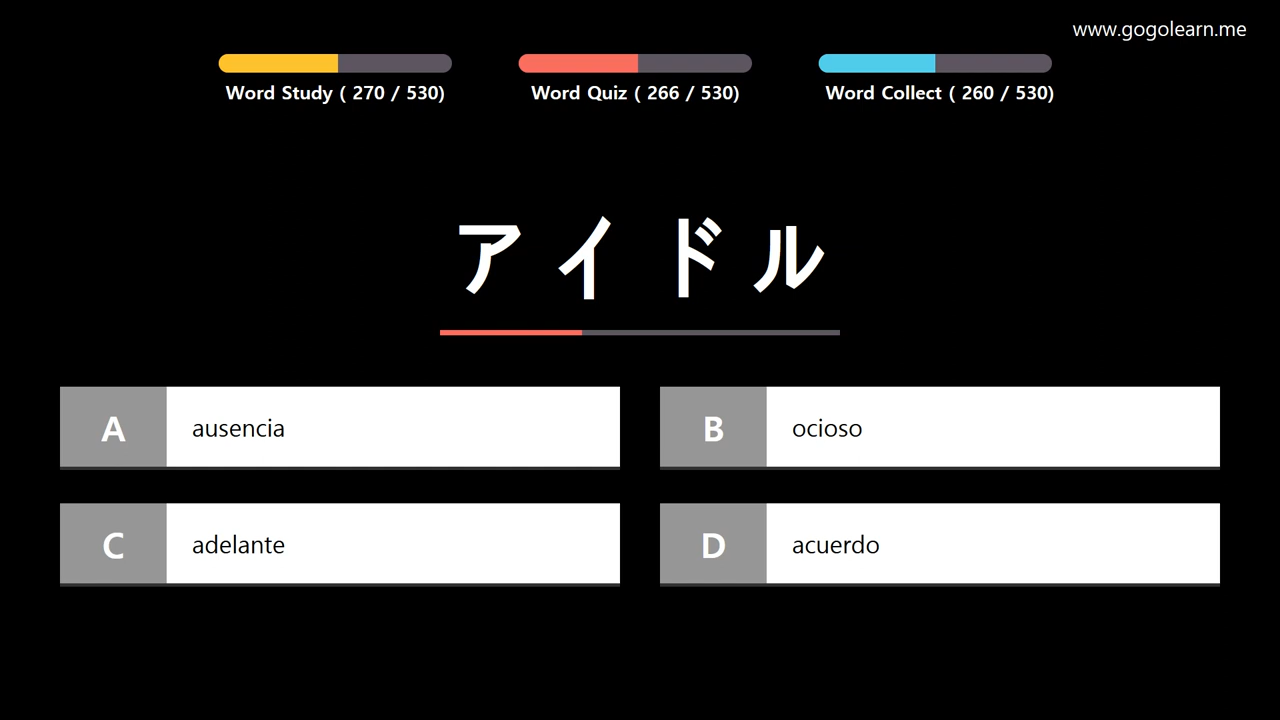 www.gogolearn.me
Word Study ( 270 / 530)
Word Quiz ( 266 / 530)
Word Collect ( 260 / 530)
アイドル
A ausencia
B ocioso
C adelante
D acuerdo